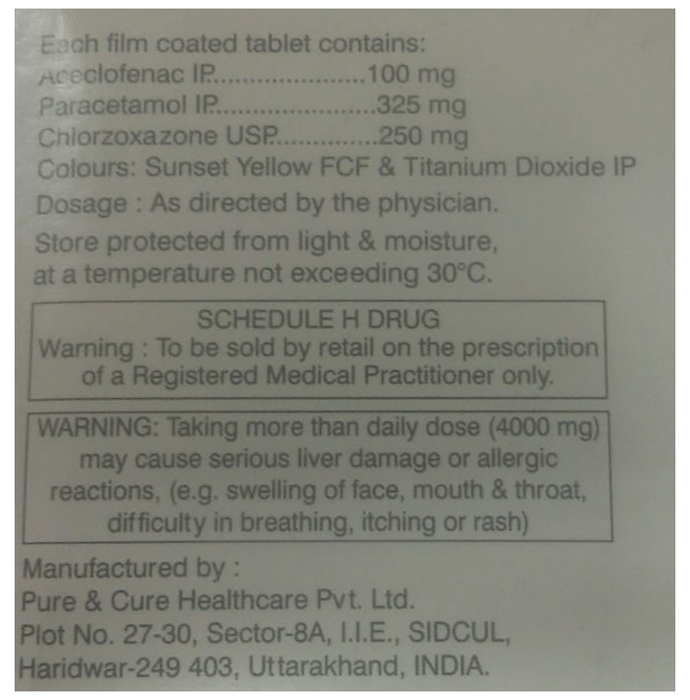 Each film coated tablet contains:
Aceclofenac IP......................100 mg
Paracetamol IP.......................325 mg
Chlorzoxazone USP...............250 mg
Colours: Sunset Yellow FCF & Titanium Dioxide IP
Dosage : As directed by the physician.
Store protected from light & moisture,
at a temperature not exceeding 30°C.
SCHEDULE H DRUG
Warning : To be sold by retail on the prescription
of a Registered Medical Practitioner only.
WARNING: Taking more than daily dose (4000 mg)
may cause serious liver damage or allergic
reactions, (e.g. swelling of face, mouth & throat,
difficulty in breathing, itching or rash)
Manufactured by :
Pure & Cure Healthcare Pvt. Ltd.
Plot No. 27-30, Sector-8A, I.I.E., SIDCUL,
Haridwar-249 403, Uttarakhand, INDIA.